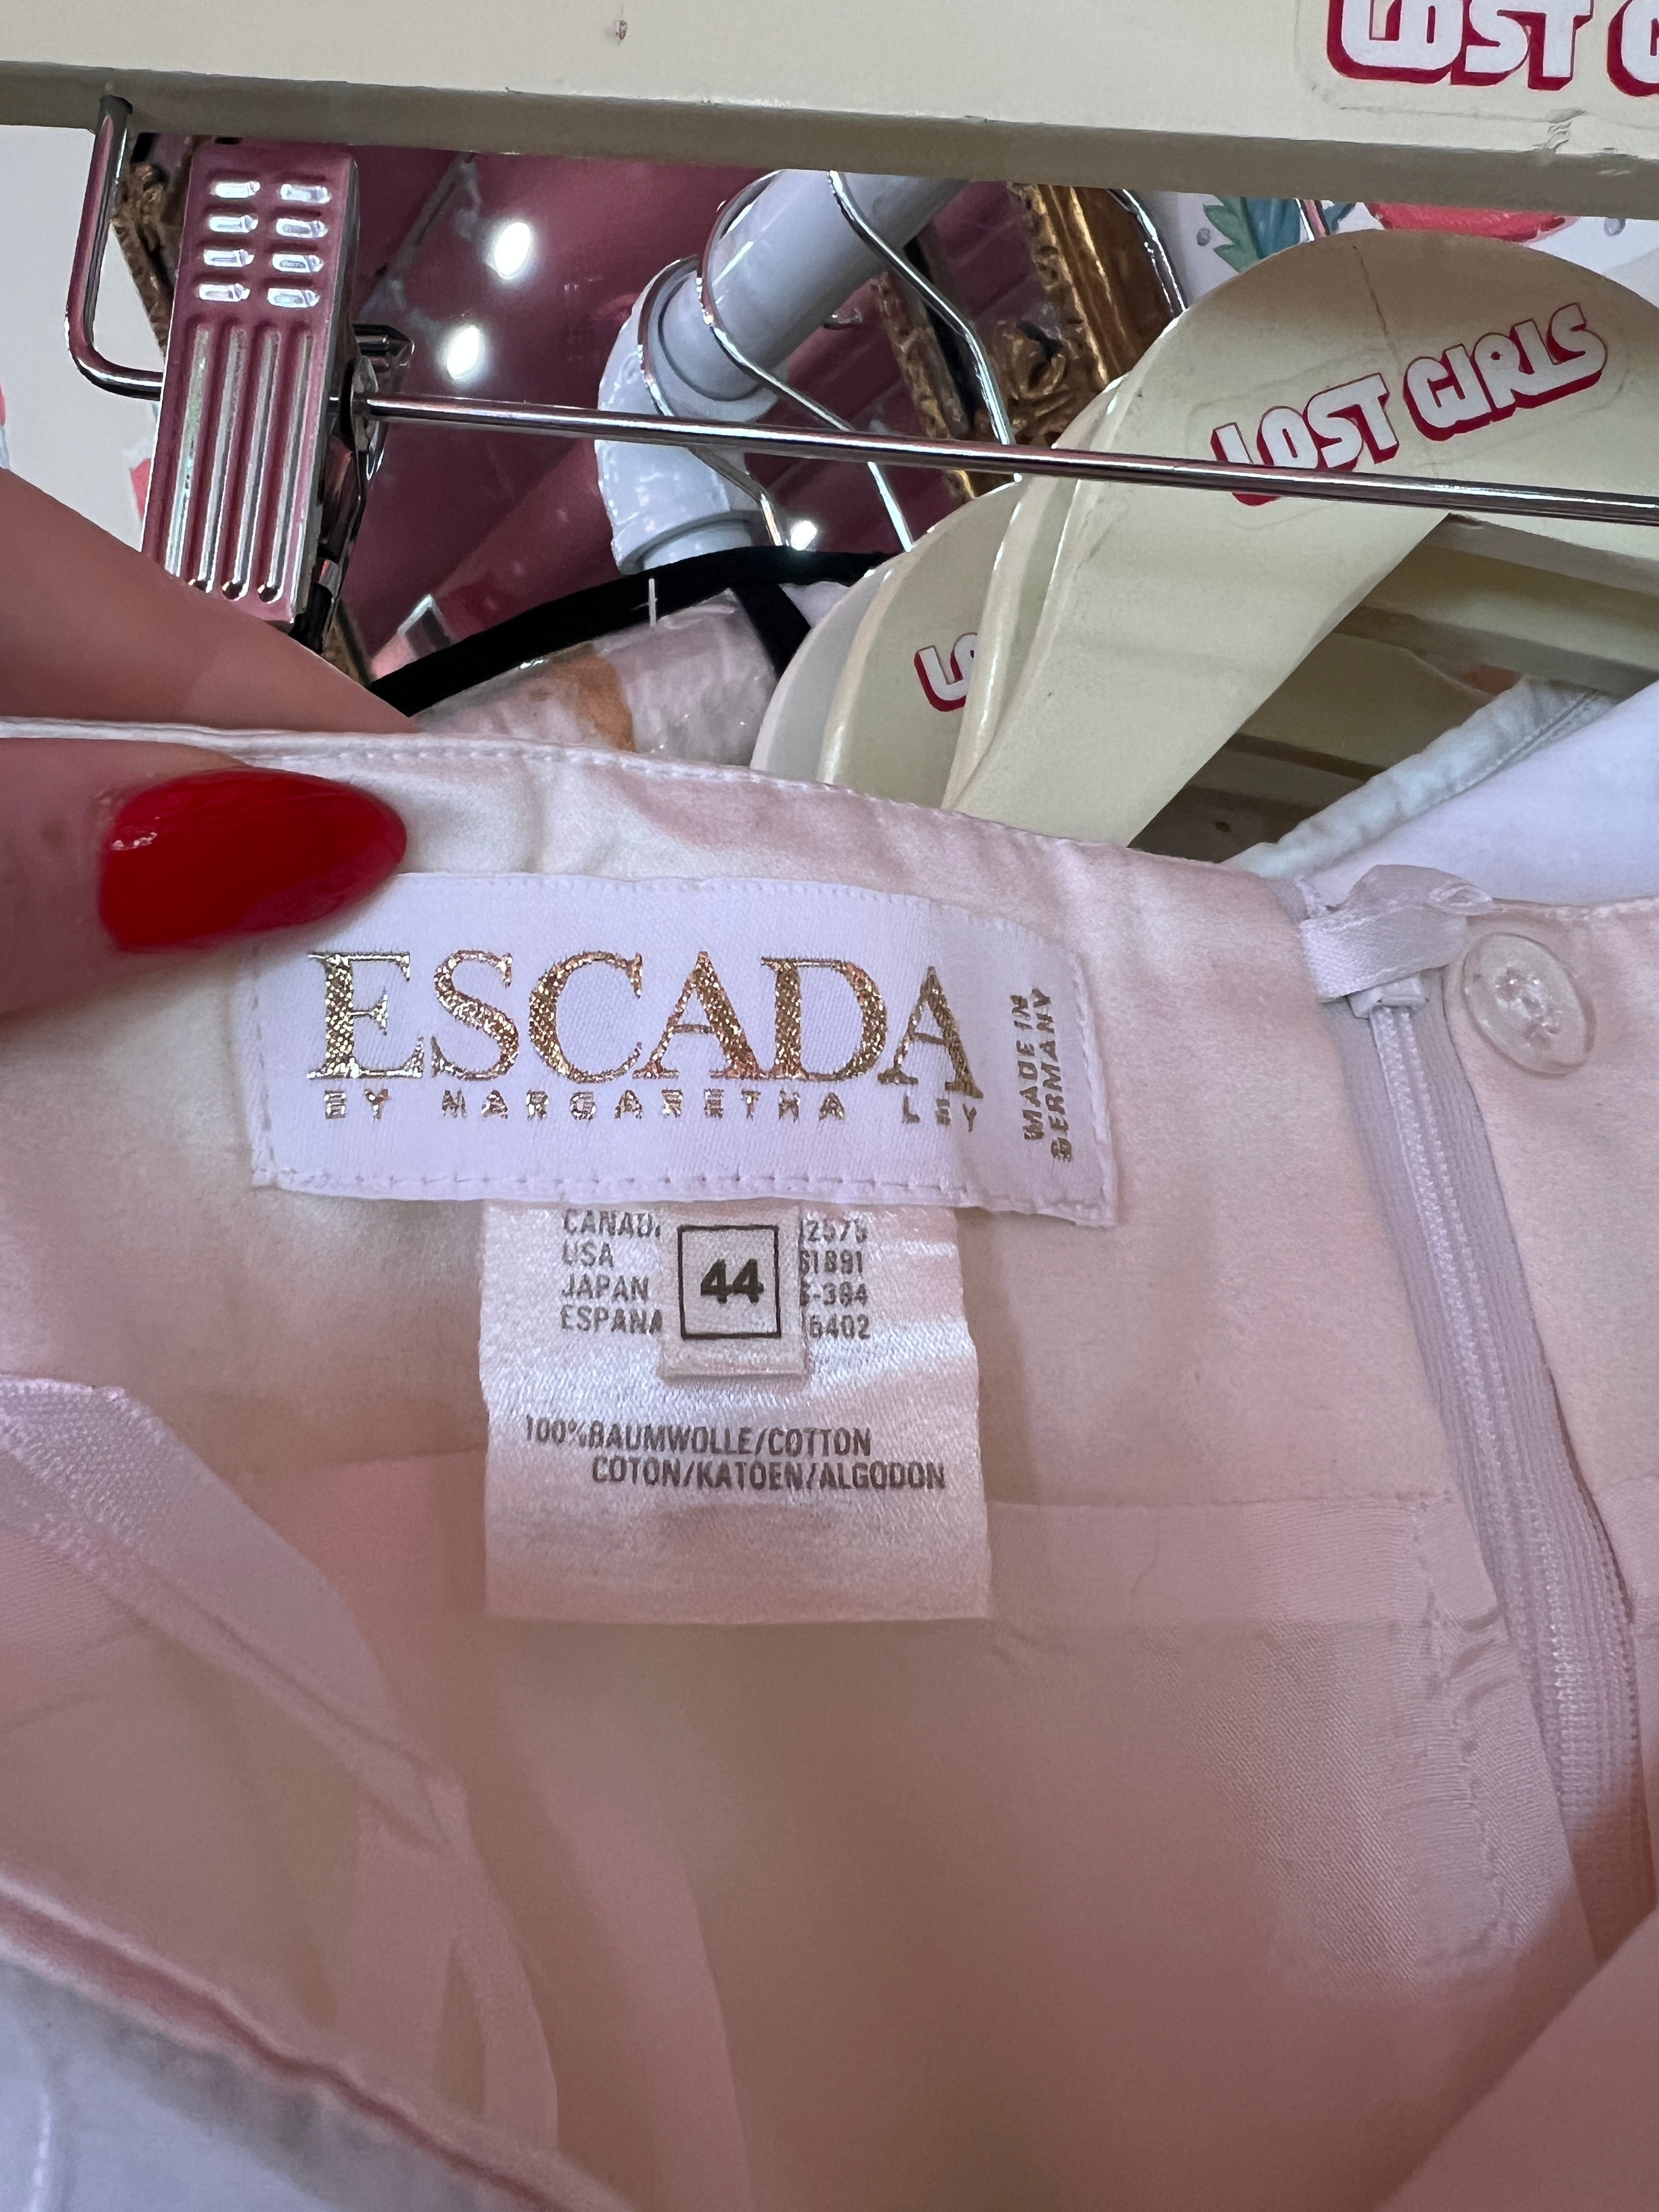 LOST
LOST GIRLS
ESCADA
BY MARGARETHA LEY
MADE IN
GERMANY
CANAD
USA
JAPAN
ESPANA
44
6402
100%BAUMWOLLE/COTTON
COTON/KATOEN/ALGODON